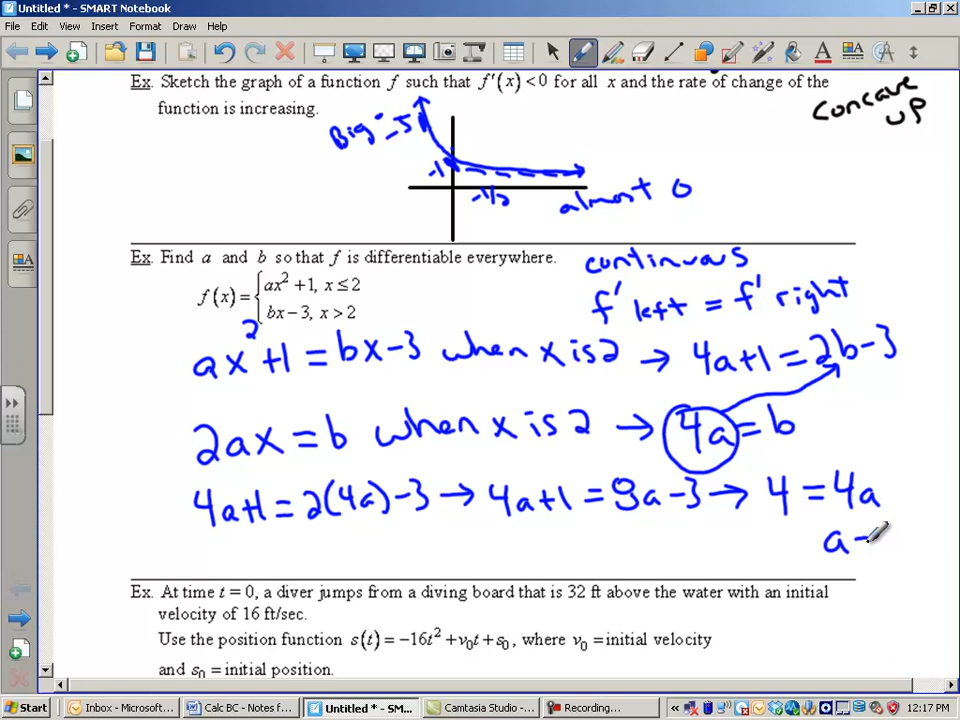 Untitled * - SMART Notebook
File Edit View Insert Format Draw Help
Ex. Sketch the graph of a function f such that f′(x) < 0 for all x and the rate of change of the
function is increasing.
concave
up
Big -5
-1
-1/2
almost 0
Ex. Find a and b so that f is differentiable everywhere.
f(x) = { ax² + 1, x ≤ 2
bx − 3, x > 2
continuous
f' left = f' right
ax² + 1 = bx − 3 when x is 2 → 4a + 1 = 2b − 3
2ax = b when x is 2 → 4a = b
4a + 1 = 2(4a) − 3 → 4a + 1 = 8a − 3 → 4 = 4a
a -
Ex. At time t = 0, a diver jumps from a diving board that is 32 ft above the water with an initial
velocity of 16 ft/sec.
Use the position function s(t) = −16t² + v₀t + s₀, where v₀ = initial velocity
and s₀ = initial position.
Start Inbox - Microsoft ... Calc BC - Notes f... Untitled * - SM... Camtasia Studio -... Recording... 12:17 PM